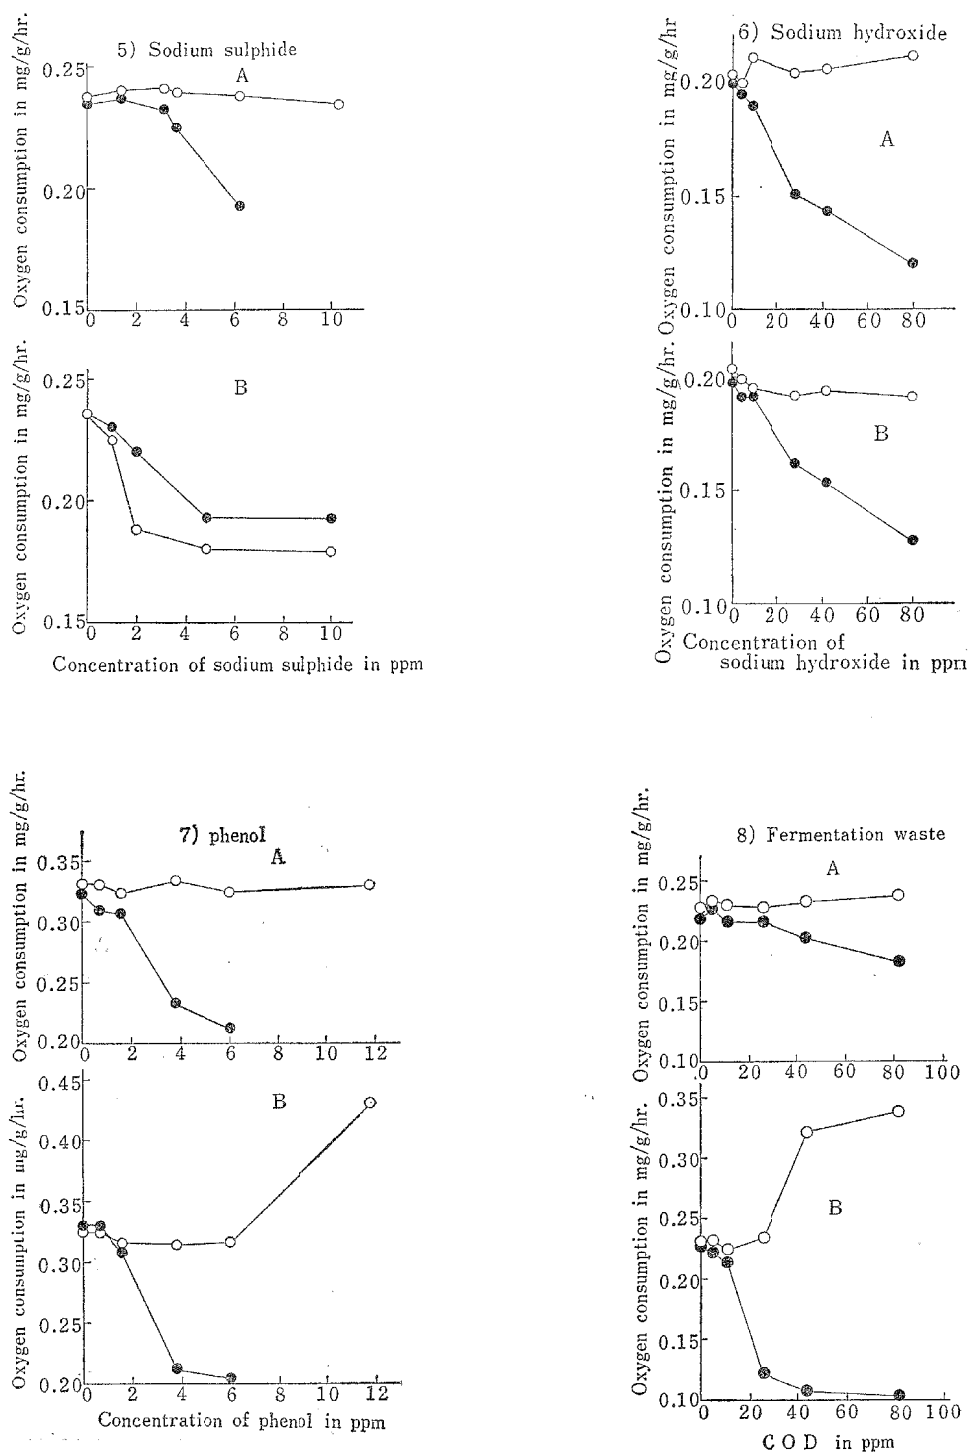 5) Sodium sulphide
A
Oxygen consumption in mg/g/hr.
0.25
0.20
0.15
0 2 4 6 8 10
B
Oxygen consumption in mg/g/hr.
0.25
0.20
0.15
0 2 4 6 8 10
Concentration of sodium sulphide in ppm
6) Sodium hydroxide
A
Oxygen consumption in mg/g/hr
0.20
0.15
0.10
0 20 40 60 80
B
Oxygen consumption in mg/g/hr.
0.20
0.15
0.10
0 20 40 60 80
Concentration of
sodium hydroxide in ppm
7) phenol
A
Oxygen consumption in mg/g/hr.
0.35
0.30
0.25
0.20
0 2 4 6 8 10 12
B
Oxygen consumption in mg/g/hr.
0.45
0.40
0.35
0.30
0.25
0.20
0 2 4 6 8 10 12
Concentration of phenol in ppm
8) Fermentation waste
A
Oxygen consumption in mg/g/hr.
0.25
0.20
0.15
0.10
0 20 40 60 80 100
B
Oxygen consumption in mg/g/hr.
0.35
0.30
0.25
0.20
0.15
0.10
0 20 40 60 80 100
COD in ppm